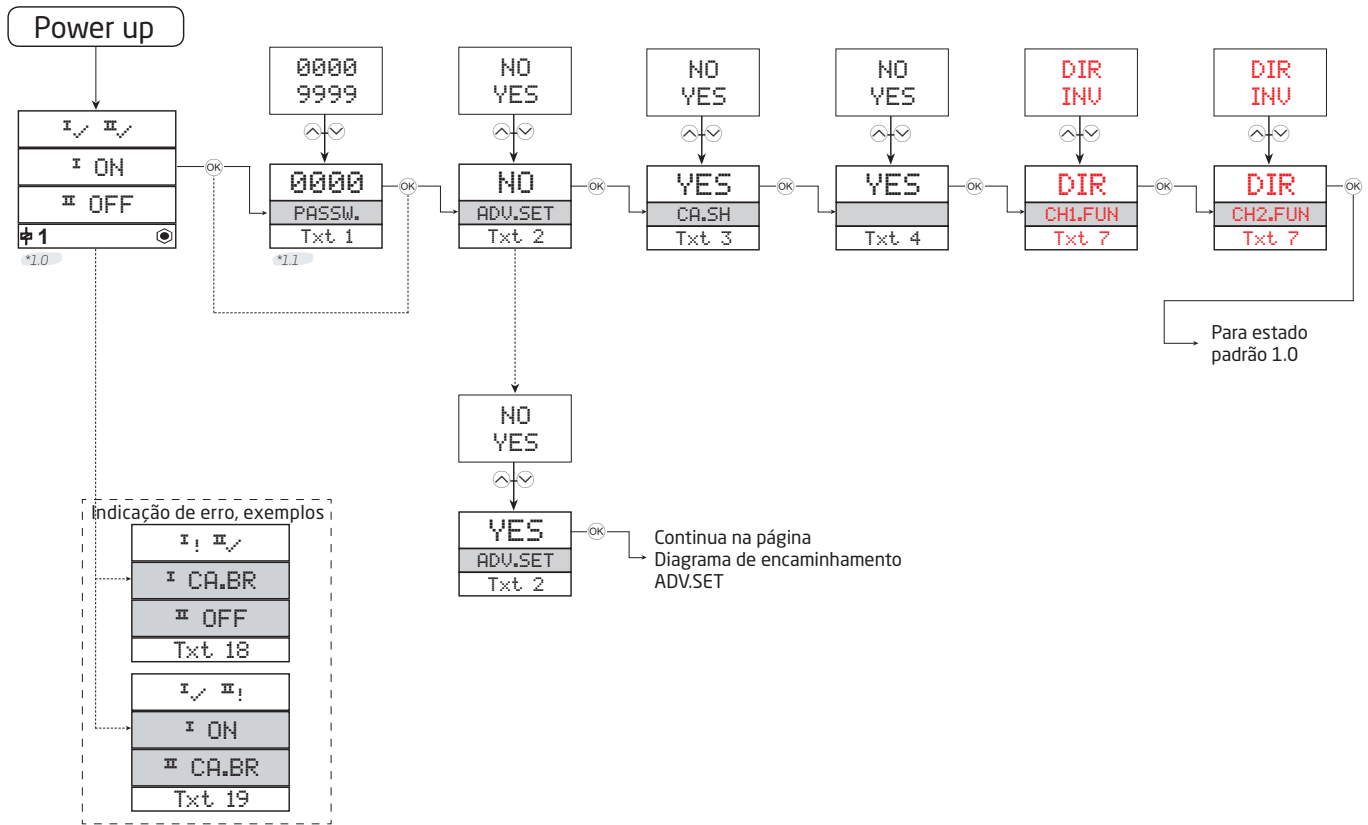 Power up
I✓ II✓
I ON
II OFF
1
*1.0
0000
9999
OK
0000
PASSW.
Txt 1
*1.1
OK
NO
YES
NO
ADV.SET
Txt 2
OK
NO
YES
YES
CA.SH
Txt 3
OK
NO
YES
YES
Txt 4
OK
DIR
INV
DIR
CH1.FUN
Txt 7
OK
DIR
INV
DIR
CH2.FUN
Txt 7
OK
Para estado
padrão 1.0
NO
YES
YES
ADV.SET
Txt 2
OK
Continua na página
Diagrama de encaminhamento
ADV.SET
Indicação de erro, exemplos
I! II✓
I CA.BR
II OFF
Txt 18
I✓ II!
I ON
II CA.BR
Txt 19